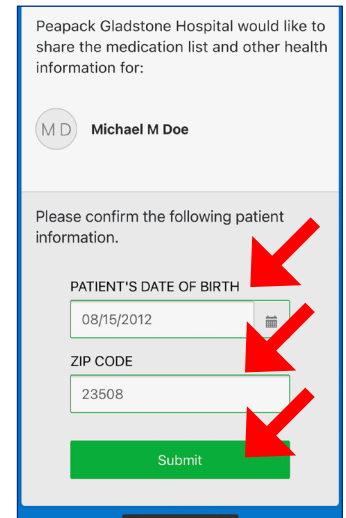 Peapack Gladstone Hospital would like to
share the medication list and other health
information for:
M D
Michael M Doe
Please confirm the following patient
information.
PATIENT'S DATE OF BIRTH
08/15/2012
ZIP CODE
23508
Submit